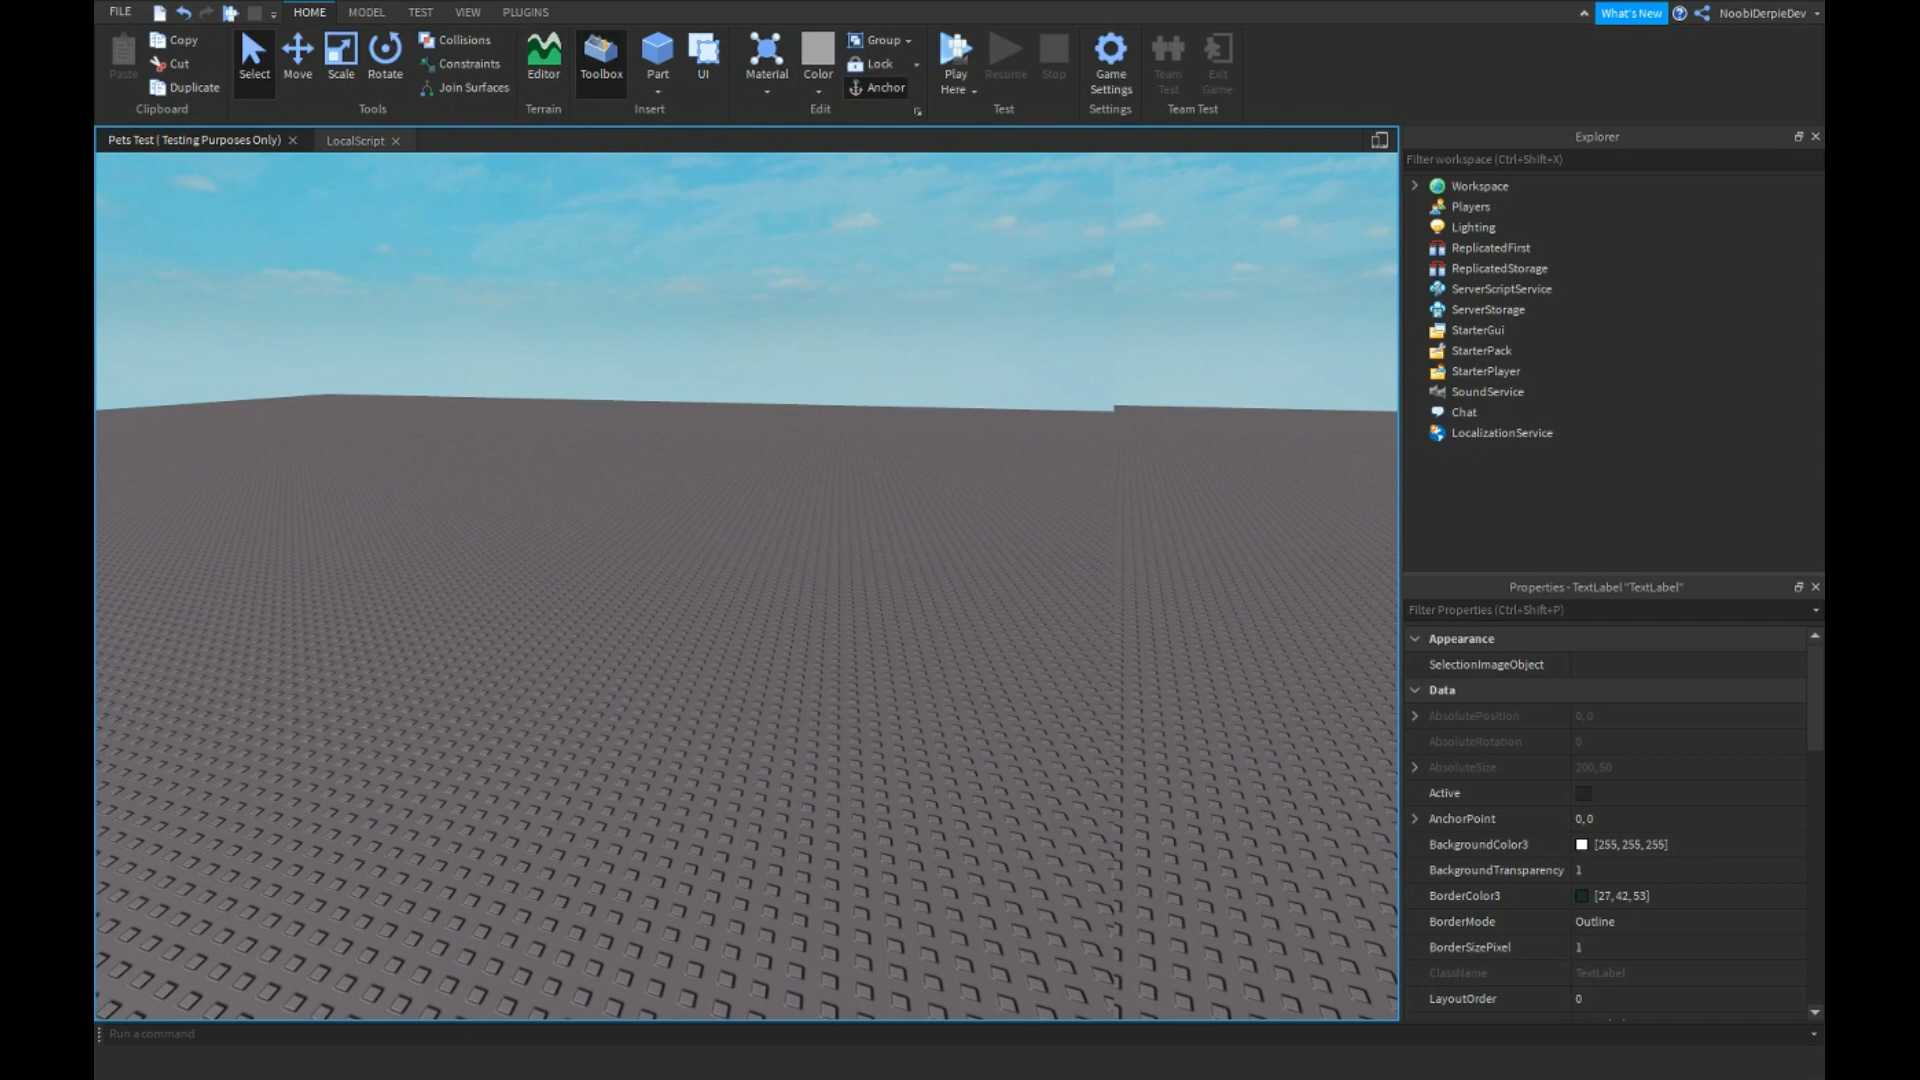 FILE HOME MODEL TEST VIEW PLUGINS What's New NoobiDerpieDev
Paste Copy Cut Duplicate
Clipboard
Select Move Scale Rotate
Collisions
Constraints
Join Surfaces
Tools
Editor
Terrain
Toolbox Part UI
Insert
Material Color
Group
Lock
Anchor
Edit
Play Here Resume Stop
Test
Game Settings
Settings
Team Test Exit Game
Team Test
Pets Test ( Testing Purposes Only) LocalScript
Explorer
Filter workspace (Ctrl+Shift+X)
Workspace
Players
Lighting
ReplicatedFirst
ReplicatedStorage
ServerScriptService
ServerStorage
StarterGui
StarterPack
StarterPlayer
SoundService
Chat
LocalizationService
Properties - TextLabel "TextLabel"
Filter Properties (Ctrl+Shift+P)
Appearance
SelectionImageObject
Data
AbsolutePosition 0, 0
AbsoluteRotation 0
AbsoluteSize 200, 50
Active
AnchorPoint 0, 0
BackgroundColor3 [255, 255, 255]
BackgroundTransparency 1
BorderColor3 [27, 42, 53]
BorderMode Outline
BorderSizePixel 1
ClassName TextLabel
LayoutOrder 0
Run a command